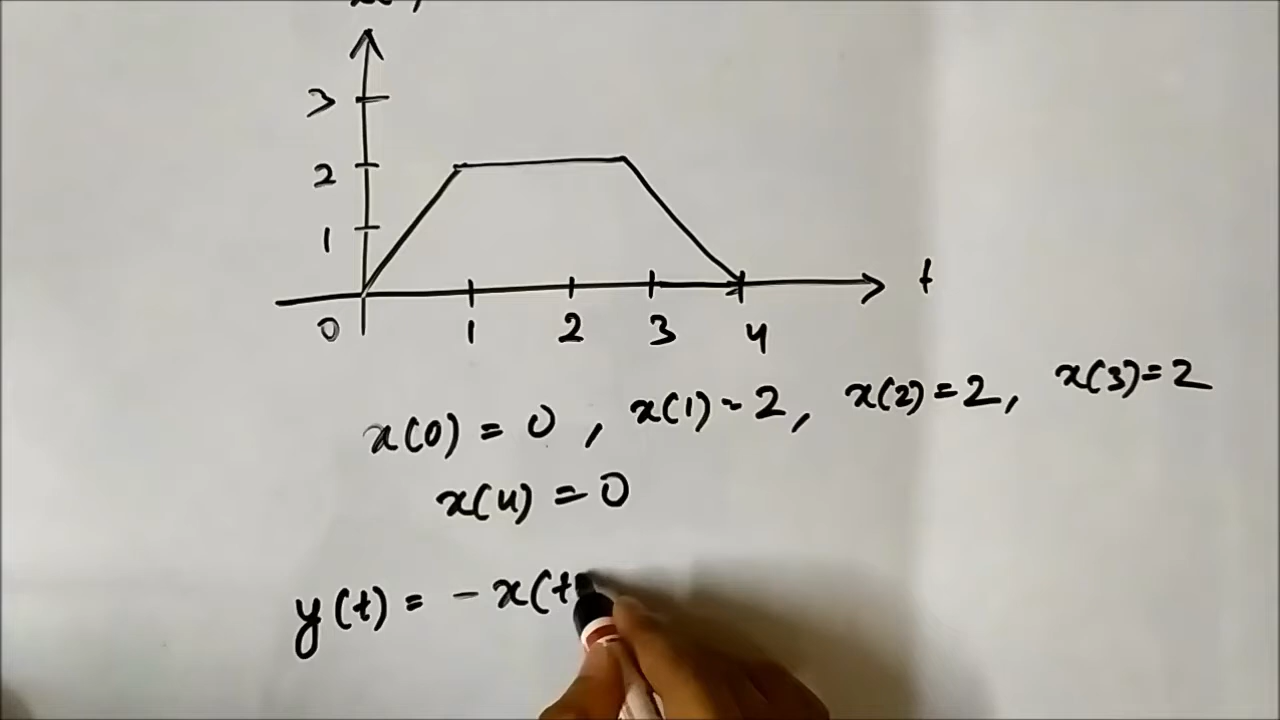 3
2
1
t
0 1 2 3 4
x(0) = 0 , x(1) = 2 , x(2) = 2 , x(3) = 2
x(4) = 0
y(t) = - x(t